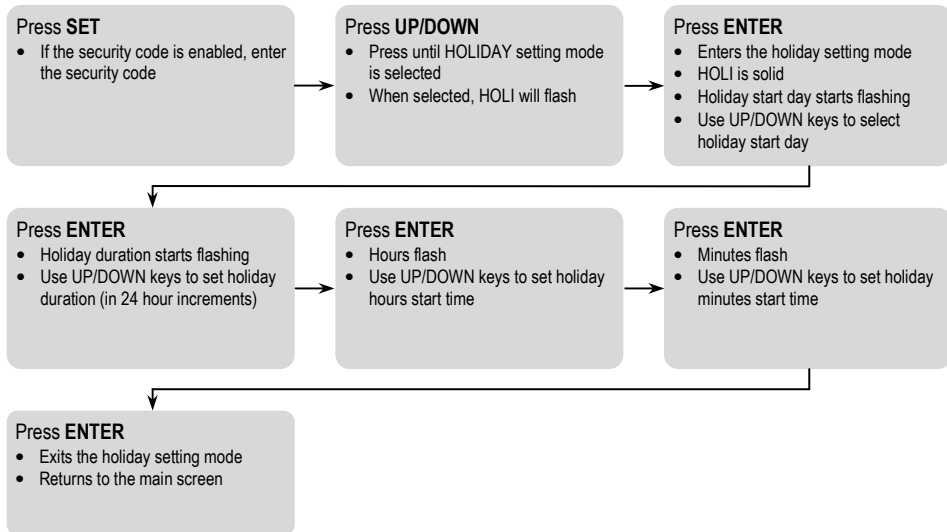 Press SET
• If the security code is enabled, enter
the security code
Press UP/DOWN
• Press until HOLIDAY setting mode
is selected
• When selected, HOLI will flash
Press ENTER
• Enters the holiday setting mode
• HOLI is solid
• Holiday start day starts flashing
• Use UP/DOWN keys to select
holiday start day
Press ENTER
• Holiday duration starts flashing
• Use UP/DOWN keys to set holiday
duration (in 24 hour increments)
Press ENTER
• Hours flash
• Use UP/DOWN keys to set holiday
hours start time
Press ENTER
• Minutes flash
• Use UP/DOWN keys to set holiday
minutes start time
Press ENTER
• Exits the holiday setting mode
• Returns to the main screen